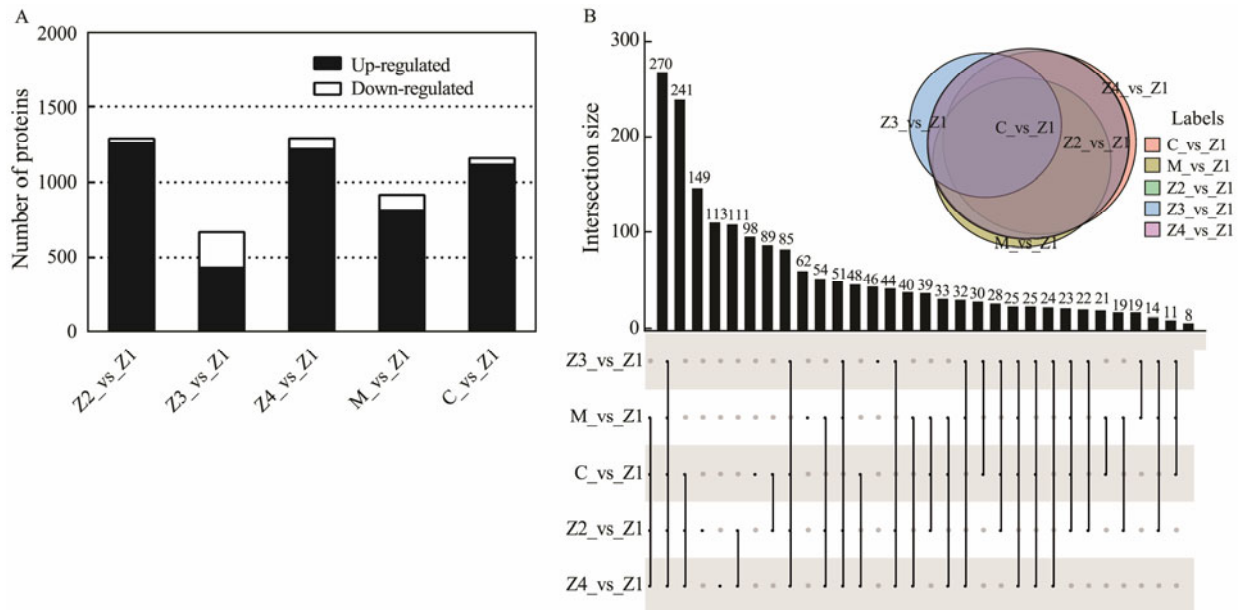 A
2000
1500
1000
500
0
Number of proteins
Up-regulated
Down-regulated
Z2_vs_Z1
Z3_vs_Z1
Z4_vs_Z1
M_vs_Z1
C_vs_Z1
B
300
200
100
0
Intersection size
270
241
149
113
111
98
89
85
62
54
51
48
46
44
40
39
33
32
30
28
25
25
24
23
22
21
19
19
14
11
8
Z4_vs_Z1
Z3_vs_Z1
C_vs_Z1
Z2_vs_Z1
M_vs_Z1
Labels
C_vs_Z1
M_vs_Z1
Z2_vs_Z1
Z3_vs_Z1
Z4_vs_Z1
Z3_vs_Z1
M_vs_Z1
C_vs_Z1
Z2_vs_Z1
Z4_vs_Z1